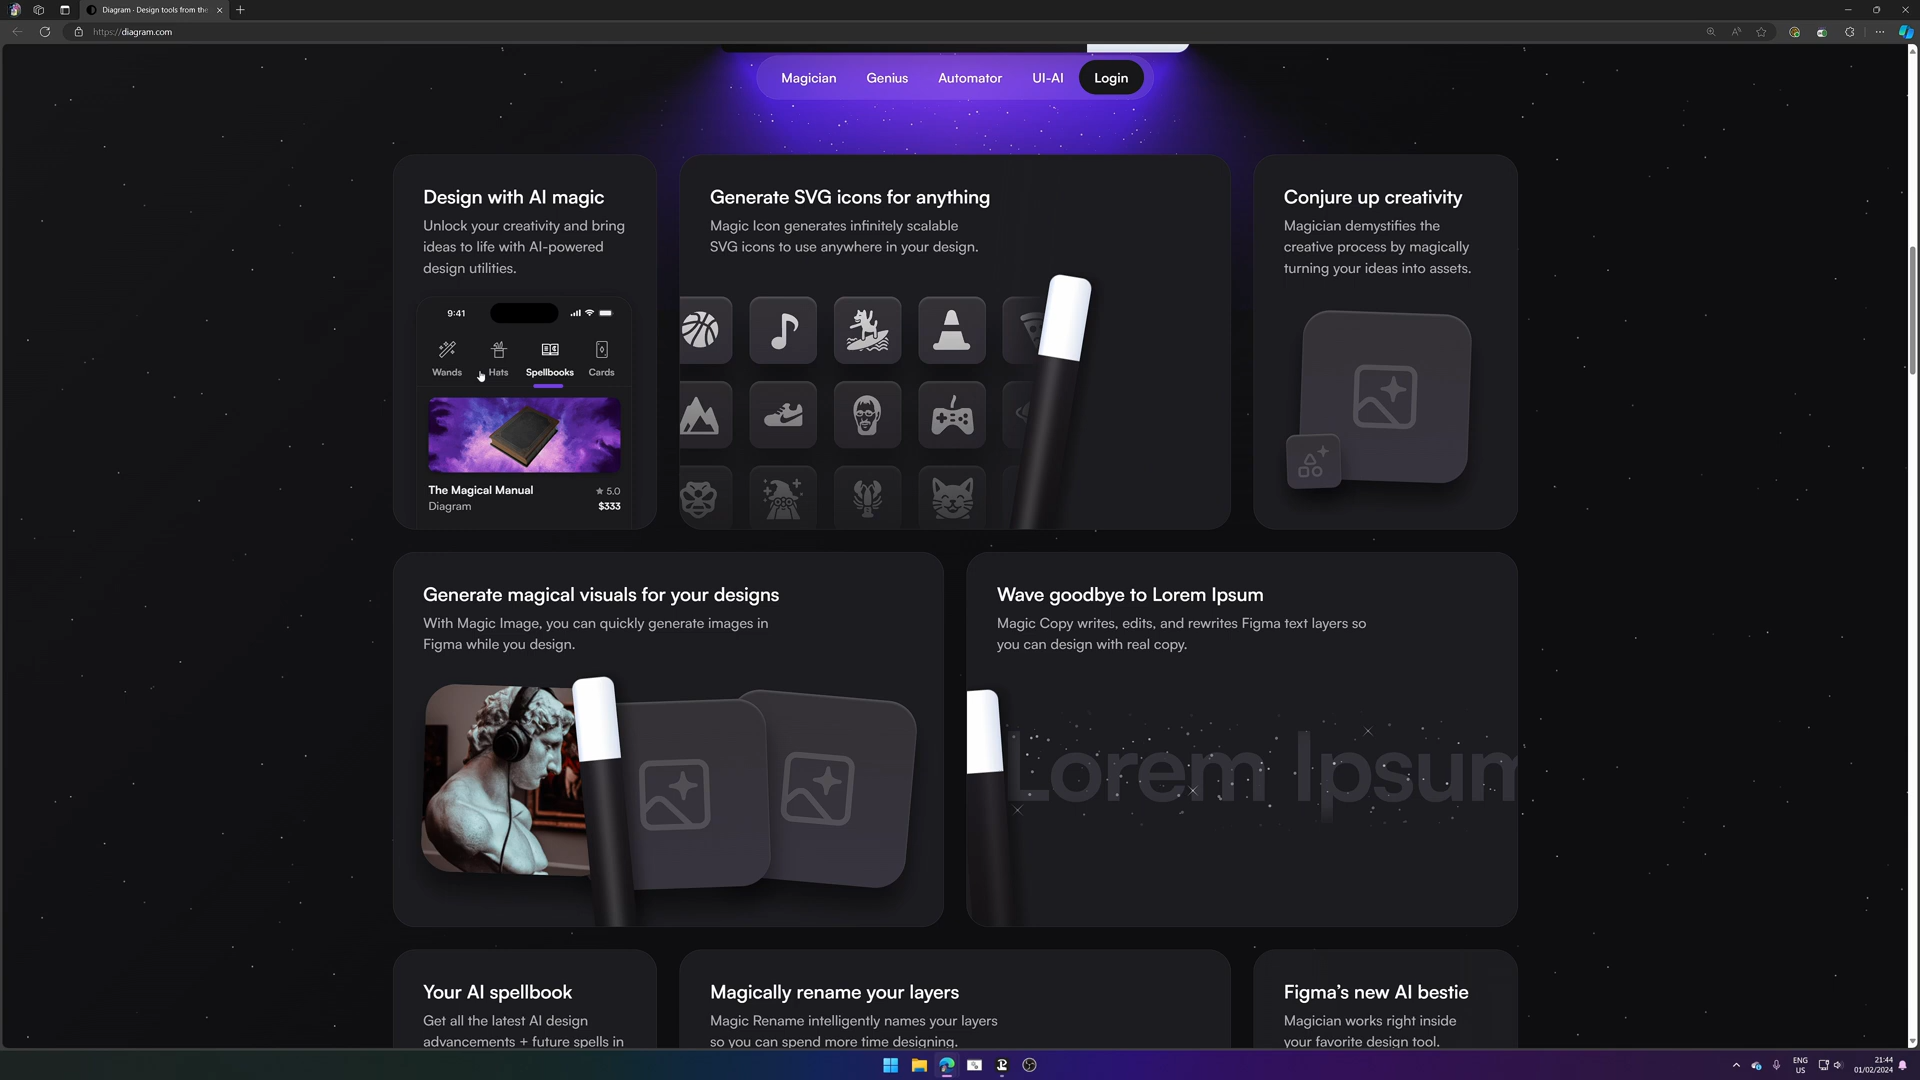 Diagram · Design tools from the
https://diagram.com
Magician
Genius
Automator
UI-AI
Login
Design with AI magic
Unlock your creativity and bring
ideas to life with AI-powered
design utilities.
9:41
Wands
Hats
Spellbooks
Cards
The Magical Manual
5.0
Diagram
$333
Generate SVG icons for anything
Magic Icon generates infinitely scalable
SVG icons to use anywhere in your design.
Conjure up creativity
Magician demystifies the
creative process by magically
turning your ideas into assets.
Generate magical visuals for your designs
With Magic Image, you can quickly generate images in
Figma while you design.
Wave goodbye to Lorem Ipsum
Magic Copy writes, edits, and rewrites Figma text layers so
you can design with real copy.
Lorem Ipsum
Your AI spellbook
Get all the latest AI design
advancements + future spells in
Magically rename your layers
Magic Rename intelligently names your layers
so you can spend more time designing.
Figma's new AI bestie
Magician works right inside
your favorite design tool.
ENG
US
21:44
01/02/2024